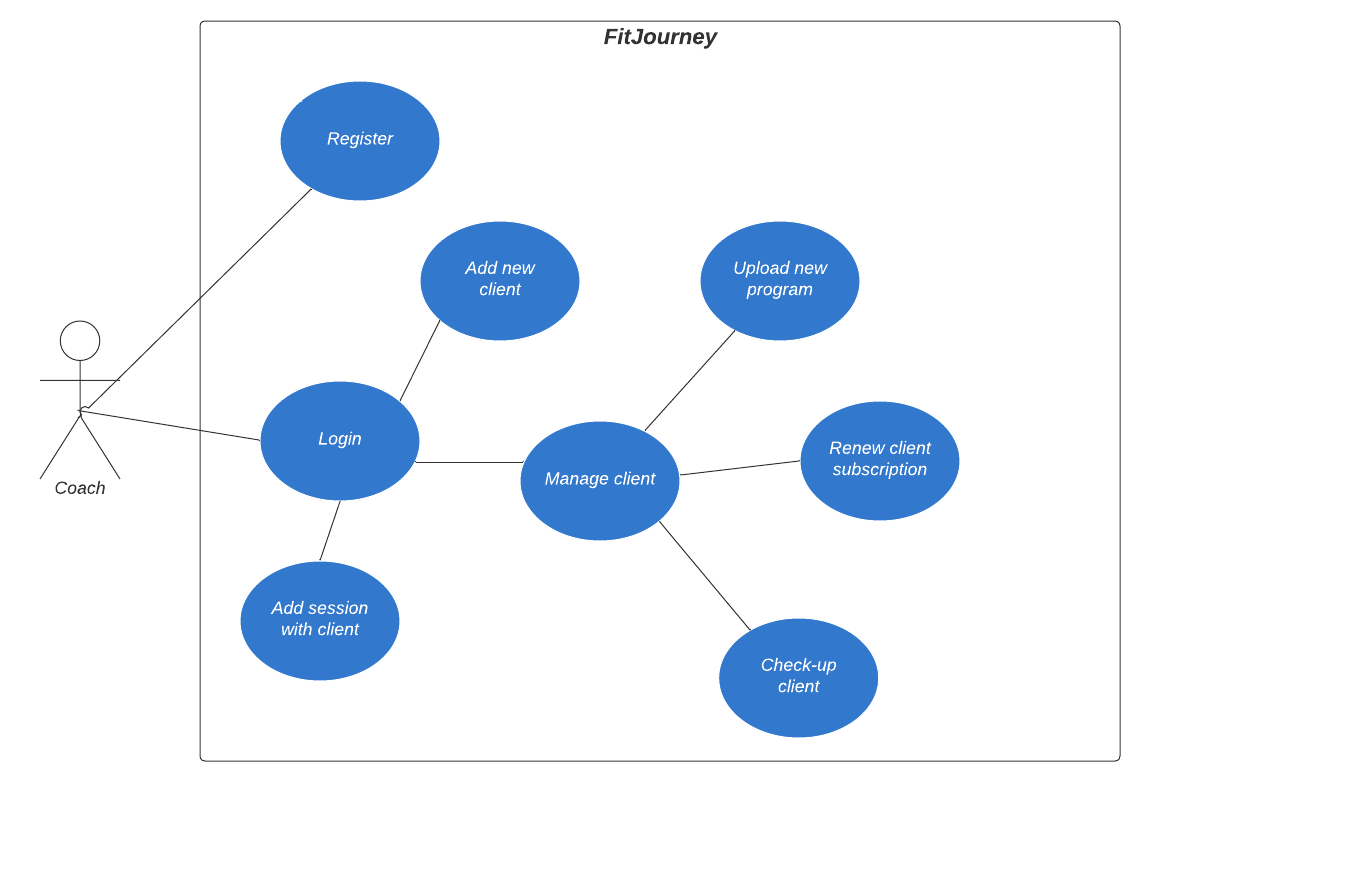 FitJourney
Register
Add new
client
Upload new
program
Login
Renew client
subscription
Manage client
Coach
Add session
with client
Check-up
client